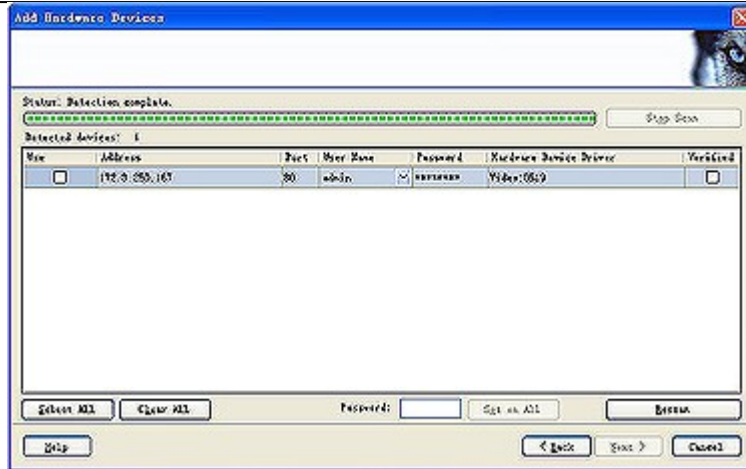 Add Hardware Devices
Status: Detection complete.
Stop Scan
Detected devices: 1
Use Address Port User Name Password Hardware Device Driver Verified
80 admin ********
Select All Clear All Password: Set on All Rescan
Help < Back Next > Cancel